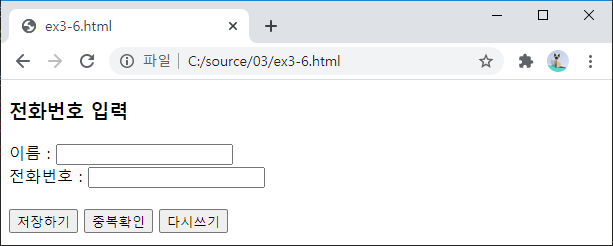 ex3-6.html
파일 C:/source/03/ex3-6.html
전화번호 입력
이름 :
전화번호 :
저장하기 중복확인 다시쓰기